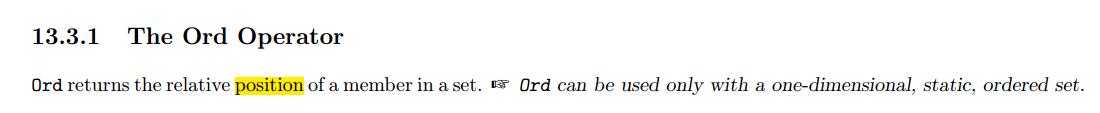 13.3.1 The Ord Operator
Ord returns the relative position of a member in a set. ☞ Ord can be used only with a one-dimensional, static, ordered set.